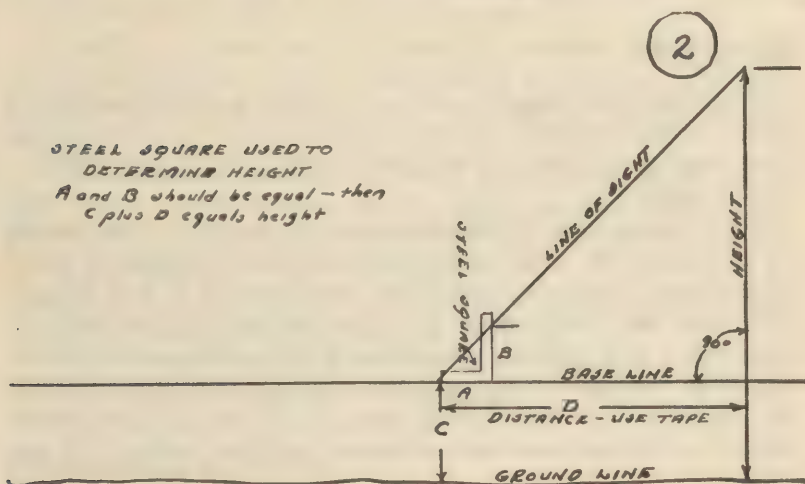 2
STEEL SQUARE USED TO
DETERMINE HEIGHT
A and B should be equal - then
C plus D equals height
LINE OF SIGHT
STEEL SQUARE
HEIGHT
B
90°
BASE LINE
A
D
C
DISTANCE - USE TAPE
GROUND LINE